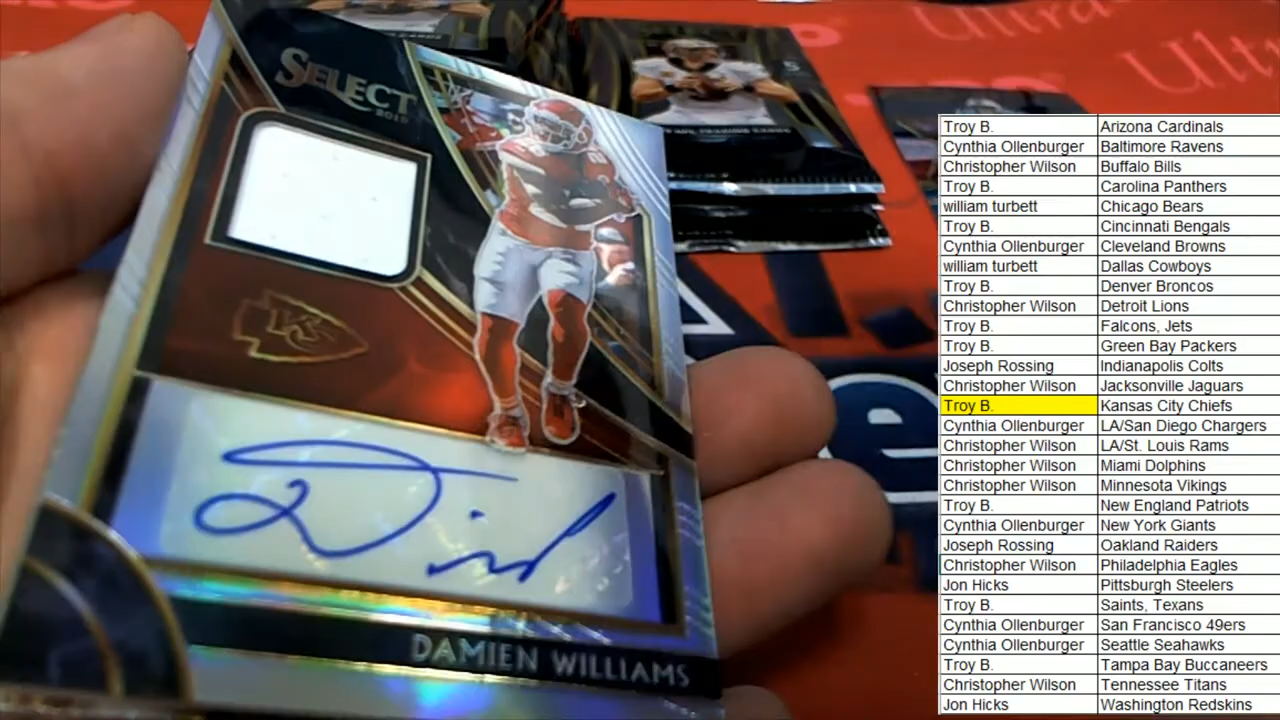 SELECT
2019
DAMIEN WILLIAMS
S
Ultra
Ultr
e
Troy B. Arizona Cardinals
Cynthia Ollenburger Baltimore Ravens
Christopher Wilson Buffalo Bills
Troy B. Carolina Panthers
william turbett Chicago Bears
Troy B. Cincinnati Bengals
Cynthia Ollenburger Cleveland Browns
william turbett Dallas Cowboys
Troy B. Denver Broncos
Christopher Wilson Detroit Lions
Troy B. Falcons, Jets
Troy B. Green Bay Packers
Joseph Rossing Indianapolis Colts
Christopher Wilson Jacksonville Jaguars
Troy B. Kansas City Chiefs
Cynthia Ollenburger LA/San Diego Chargers
Christopher Wilson LA/St. Louis Rams
Christopher Wilson Miami Dolphins
Christopher Wilson Minnesota Vikings
Troy B. New England Patriots
Cynthia Ollenburger New York Giants
Joseph Rossing Oakland Raiders
Christopher Wilson Philadelphia Eagles
Jon Hicks Pittsburgh Steelers
Troy B. Saints, Texans
Cynthia Ollenburger San Francisco 49ers
Cynthia Ollenburger Seattle Seahawks
Troy B. Tampa Bay Buccaneers
Christopher Wilson Tennessee Titans
Jon Hicks Washington Redskins